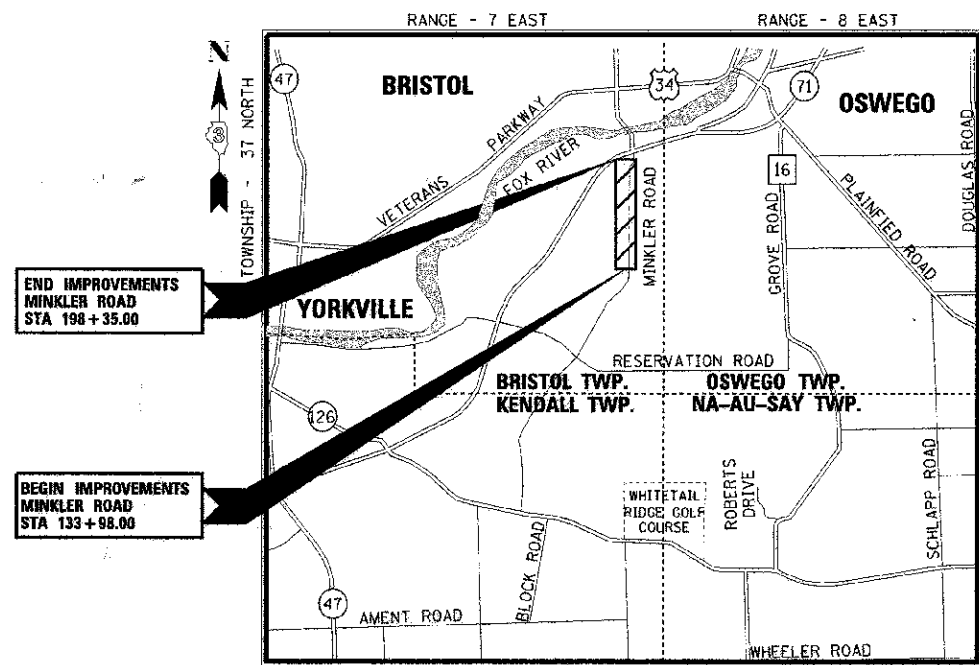 RANGE - 7 EAST
RANGE - 8 EAST
N
3
TOWNSHIP - 37 NORTH
47
BRISTOL
34
71
OSWEGO
VETERANS PARKWAY
FOX RIVER
16
DOUGLAS ROAD
PLAINFIED ROAD
GROVE ROAD
MINKLER ROAD
END IMPROVEMENTS
MINKLER ROAD
STA 198+35.00
YORKVILLE
RESERVATION ROAD
BRISTOL TWP.
KENDALL TWP.
OSWEGO TWP.
NA-AU-SAY TWP.
126
BEGIN IMPROVEMENTS
MINKLER ROAD
STA 133+98.00
WHITETAIL
RIDGE GOLF
COURSE
ROBERTS
DRIVE
SCHLAPP ROAD
BLOCK ROAD
47
AMENT ROAD
WHEELER ROAD